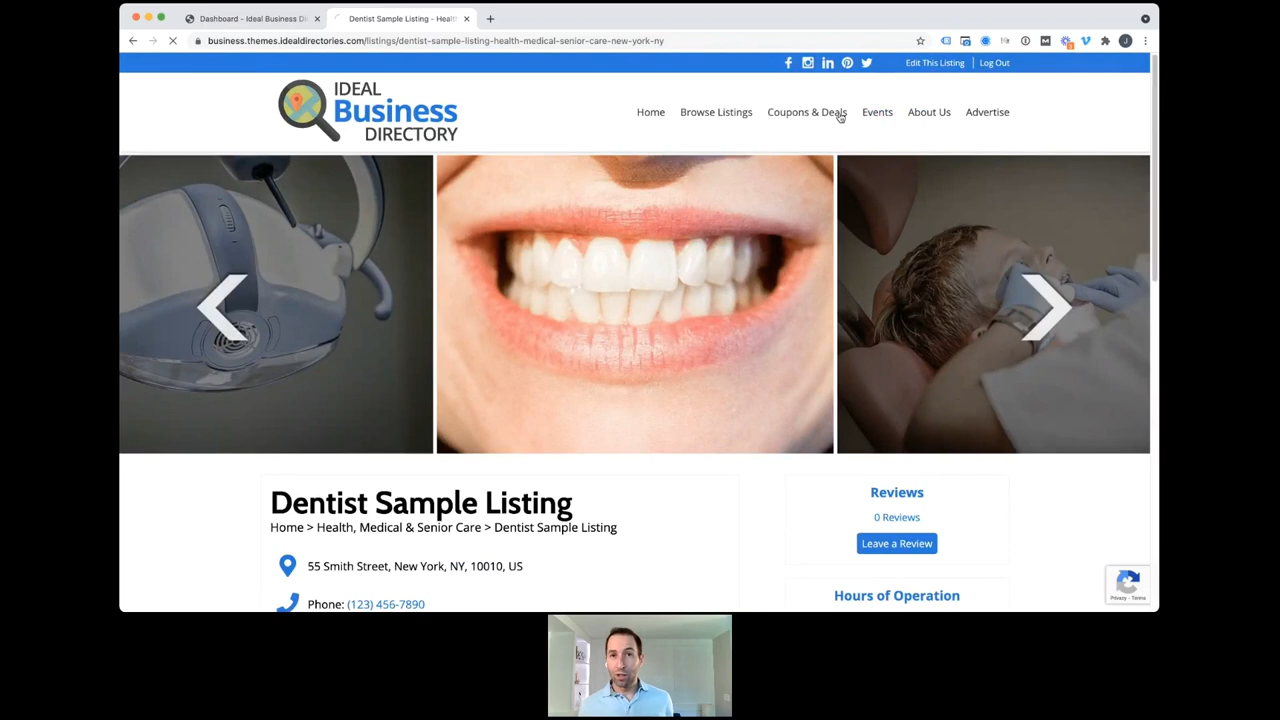 Dashboard - Ideal Business Di
Dentist Sample Listing - Healt
business.themes.idealdirectories.com/listings/dentist-sample-listing-health-medical-senior-care-new-york-ny
Edit This Listing | Log Out
IDEAL
Business
DIRECTORY
Home
Browse Listings
Coupons & Deals
Events
About Us
Advertise
Dentist Sample Listing
Home > Health, Medical & Senior Care > Dentist Sample Listing
55 Smith Street, New York, NY, 10010, US
Phone: (123) 456-7890
Reviews
0 Reviews
Leave a Review
Hours of Operation
Privacy - Terms